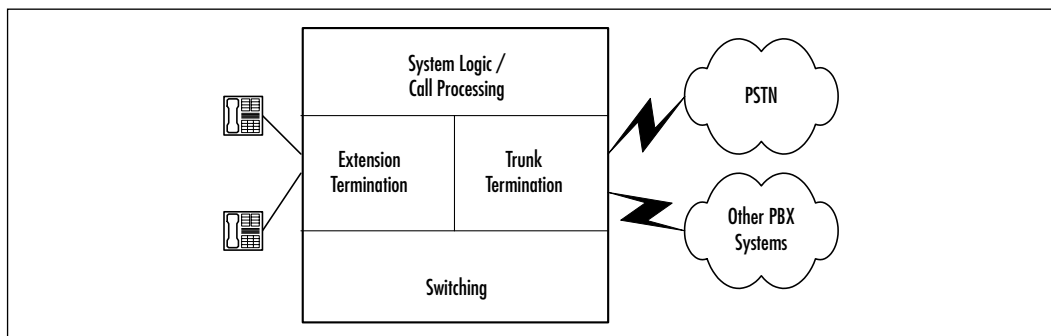 System Logic /
Call Processing
Extension
Termination
Trunk
Termination
Switching
PSTN
Other PBX
Systems